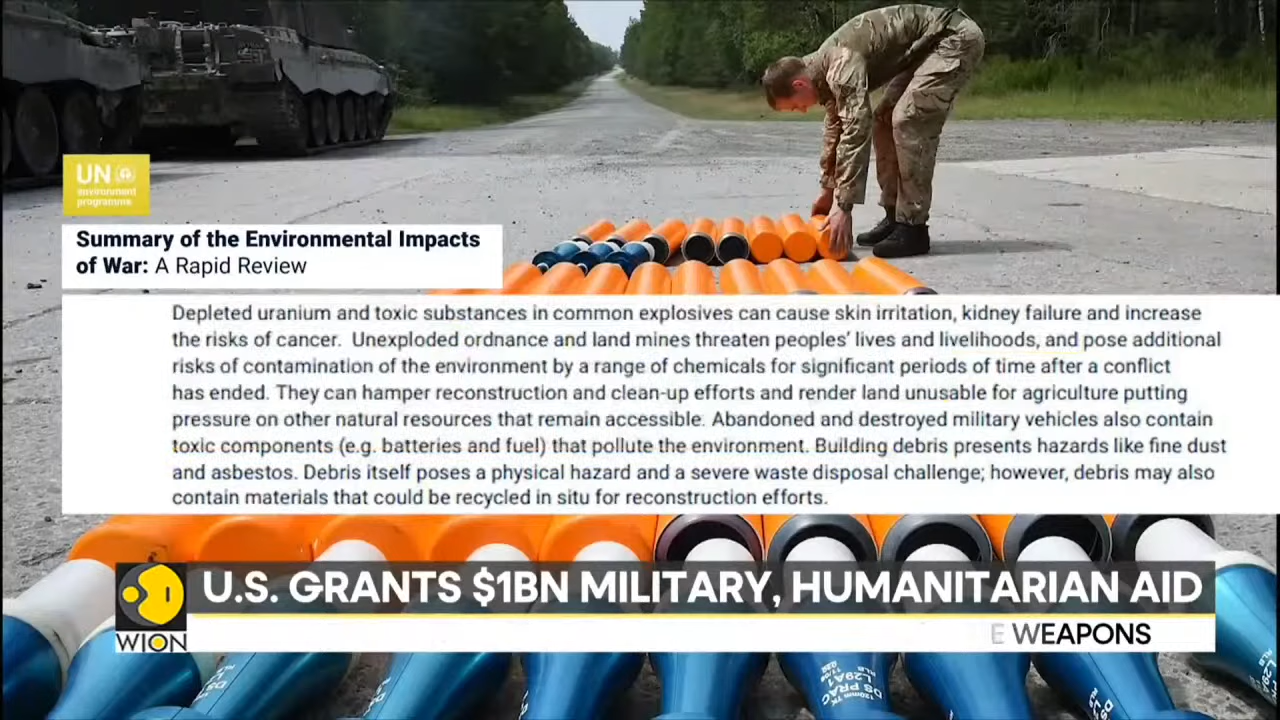 UN
environment
programme
Summary of the Environmental Impacts
of War: A Rapid Review
Depleted uranium and toxic substances in common explosives can cause skin irritation, kidney failure and increase
the risks of cancer. Unexploded ordnance and land mines threaten peoples’ lives and livelihoods, and pose additional
risks of contamination of the environment by a range of chemicals for significant periods of time after a conflict
has ended. They can hamper reconstruction and clean-up efforts and render land unusable for agriculture putting
pressure on other natural resources that remain accessible. Abandoned and destroyed military vehicles also contain
toxic components (e.g. batteries and fuel) that pollute the environment. Building debris presents hazards like fine dust
and asbestos. Debris itself poses a physical hazard and a severe waste disposal challenge; however, debris may also
contain materials that could be recycled in situ for reconstruction efforts.
U.S. GRANTS $1BN MILITARY, HUMANITARIAN AID
WION
E WEAPONS
120mm TK
DS PRAC
L29A1
L29A1